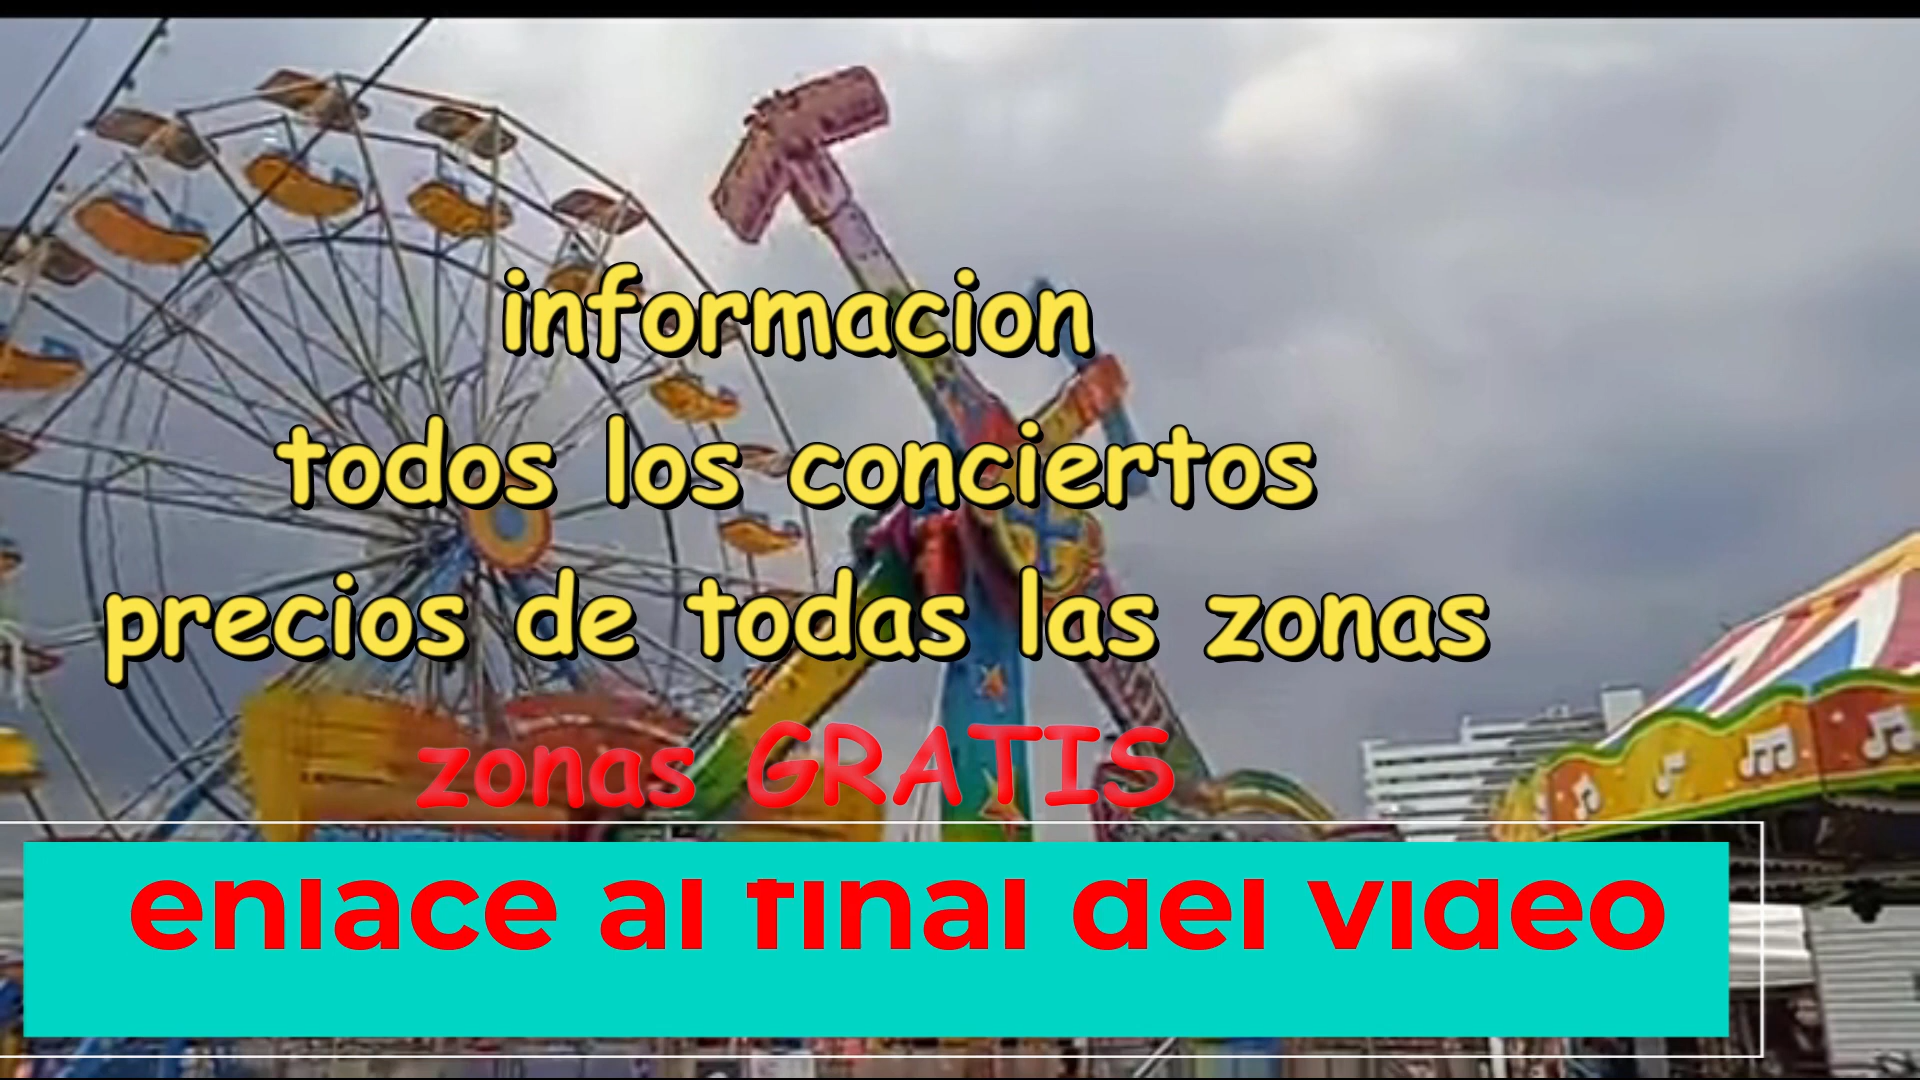 informacion
todos los conciertos
precios de todas las zonas
zonas GRATIS
enlace al final del video